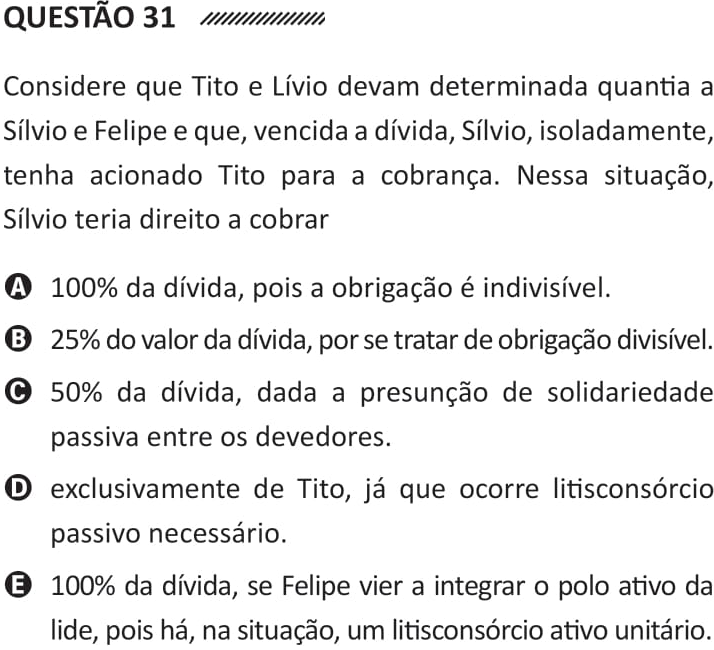 QUESTÃO 31
Considere que Tito e Lívio devam determinada quantia a
Sílvio e Felipe e que, vencida a dívida, Sílvio, isoladamente,
tenha acionado Tito para a cobrança. Nessa situação,
Sílvio teria direito a cobrar
A 100% da dívida, pois a obrigação é indivisível.
B 25% do valor da dívida, por se tratar de obrigação divisível.
C 50% da dívida, dada a presunção de solidariedade
passiva entre os devedores.
D exclusivamente de Tito, já que ocorre litisconsórcio
passivo necessário.
E 100% da dívida, se Felipe vier a integrar o polo ativo da
lide, pois há, na situação, um litisconsórcio ativo unitário.